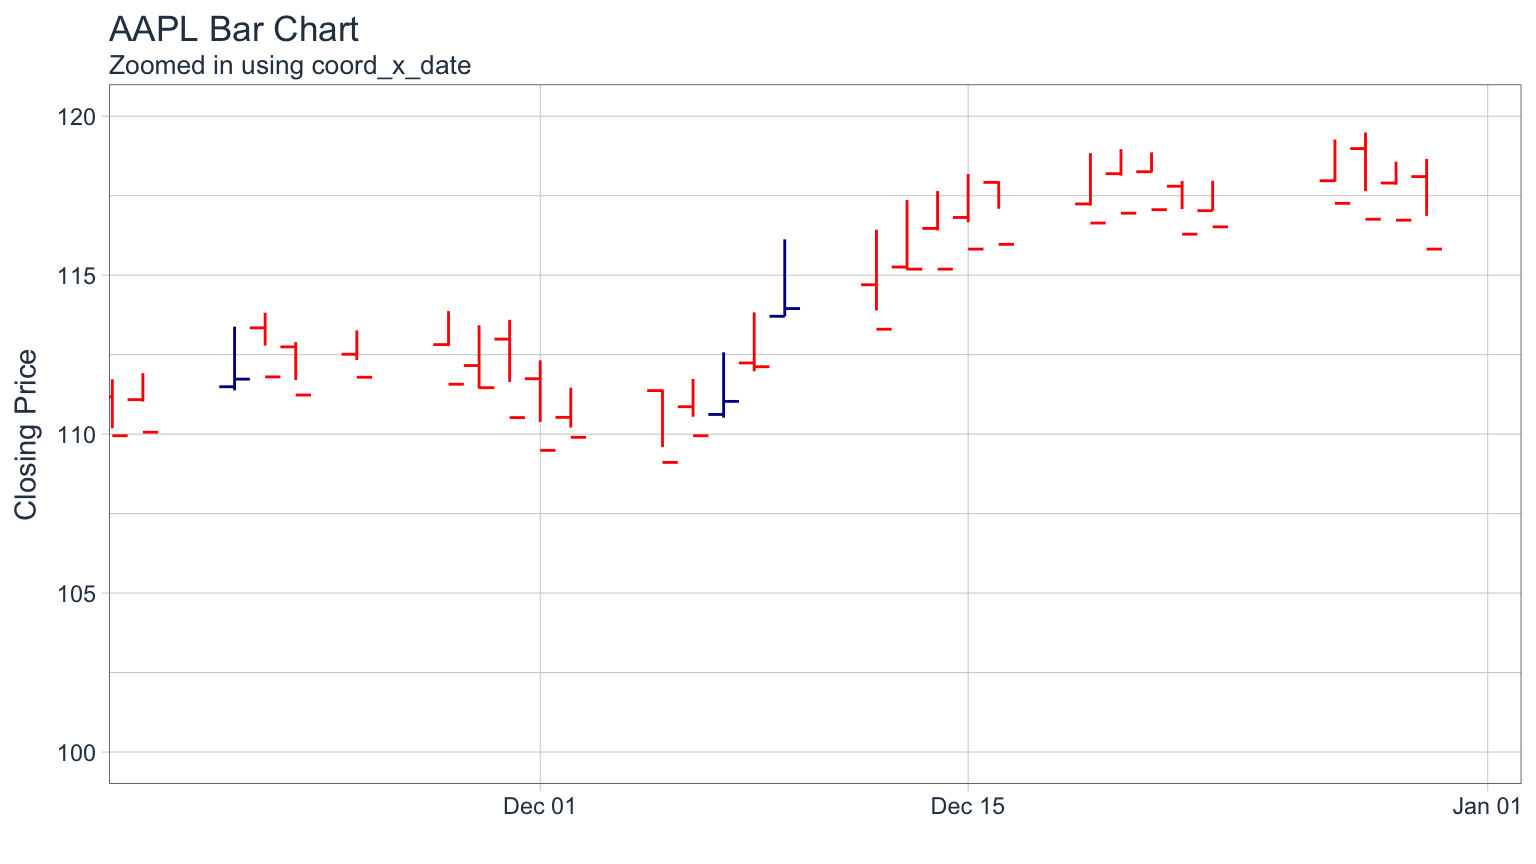 AAPL Bar Chart
Zoomed in using coord_x_date
Closing Price
120
115
110
105
100
Dec 01
Dec 15
Jan 01